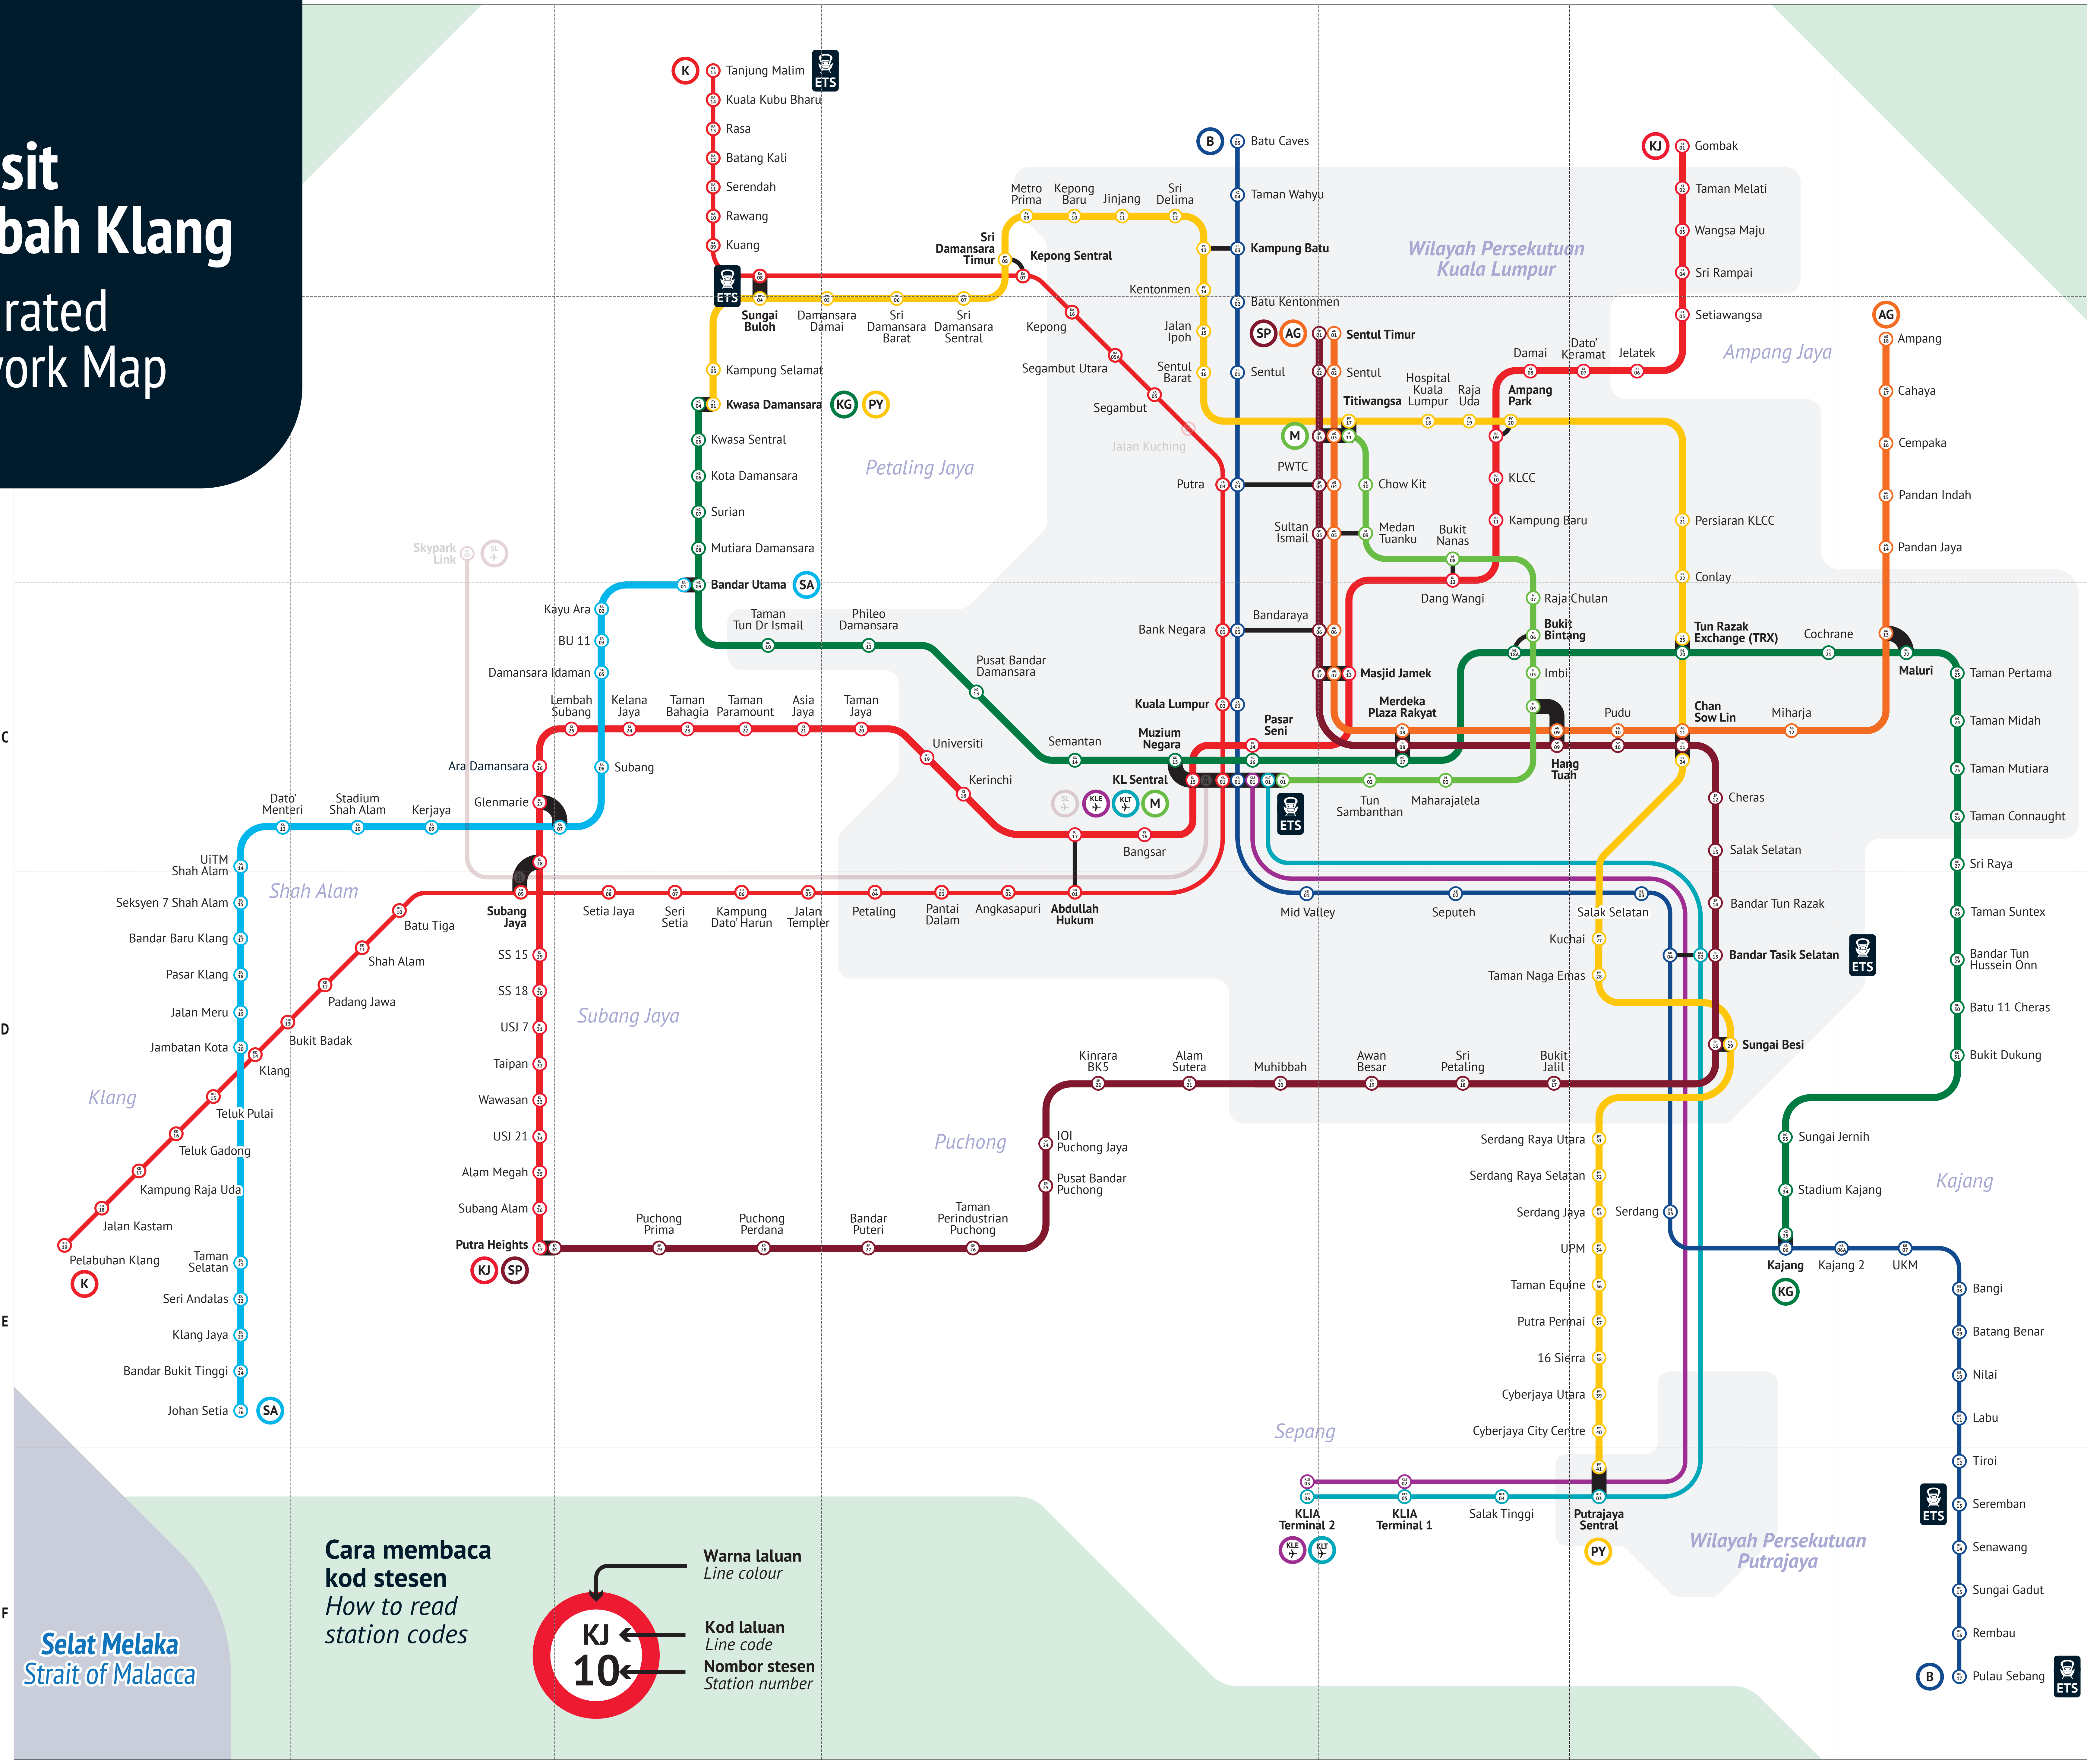 sit
bah Klang
rated
work Map
K
Tanjung Malim
ETS
Kuala Kubu Bharu
Rasa
Batang Kali
Serendah
Rawang
Kuang
ETS
Sungai
Buloh
Damansara
Damai
Sri
Damansara
Barat
Sri
Damansara
Sentral
Sri
Damansara
Timur
Kepong Sentral
Metro
Prima
Kepong
Baru
Jinjang
Sri
Delima
B
Batu Caves
Taman Wahyu
Kampung Batu
Batu Kentonmen
Sentul
Kentonmen
Jalan
Ipoh
Sentul
Barat
Kepong
Segambut Utara
Segambut
Jalan Kuching
Wilayah Persekutuan
Kuala Lumpur
KJ
Gombak
Taman Melati
Wangsa Maju
Sri Rampai
Setiawangsa
Jelatek
Dato'
Keramat
Damai
Ampang
Park
KLCC
Kampung Baru
AG
Ampang
Cahaya
Cempaka
Pandan Indah
Pandan Jaya
Ampang Jaya
SP
AG
Sentul Timur
Sentul
Titiwangsa
Hospital
Kuala
Lumpur
Raja
Uda
M
PWTC
Putra
Chow Kit
Sultan
Ismail
Medan
Tuanku
Bukit
Nanas
Dang Wangi
Raja Chulan
Bukit
Bintang
Imbi
Persiaran KLCC
Conlay
Tun Razak
Exchange (TRX)
Cochrane
Maluri
Kampung Selamat
Kwasa Damansara
KG
PY
Kwasa Sentral
Kota Damansara
Surian
Mutiara Damansara
Bandar Utama
SA
Petaling Jaya
Skypark
Link
SL
Kayu Ara
BU 11
Damansara Idaman
Taman
Tun Dr Ismail
Phileo
Damansara
Pusat Bandar
Damansara
Semantan
Muzium
Negara
Bank Negara
Bandaraya
Masjid Jamek
Kuala Lumpur
Pasar
Seni
Merdeka
Plaza Rakyat
Hang
Tuah
Pudu
Chan
Sow Lin
Miharja
KL Sentral
SL
KLE
KLT
M
ETS
Tun
Sambanthan
Maharajalela
C
Lembah
Subang
Kelana
Jaya
Taman
Bahagia
Taman
Paramount
Asia
Jaya
Taman
Jaya
Universiti
Kerinchi
Bangsar
Ara Damansara
Subang
Glenmarie
Dato'
Menteri
Stadium
Shah Alam
Kerjaya
UiTM
Shah Alam
Shah Alam
Seksyen 7 Shah Alam
Bandar Baru Klang
Pasar Klang
Jalan Meru
Jambatan Kota
Klang
Subang
Jaya
Setia Jaya
Seri
Setia
Kampung
Dato' Harun
Jalan
Templer
Petaling
Pantai
Dalam
Angkasapuri
Abdullah
Hukum
Batu Tiga
Shah Alam
Padang Jawa
Bukit Badak
Klang
Teluk Pulai
Teluk Gadong
Kampung Raja Uda
Jalan Kastam
Pelabuhan Klang
K
D
SS 15
SS 18
USJ 7
Taipan
Wawasan
USJ 21
Alam Megah
Subang Alam
Putra Heights
KJ
SP
Subang Jaya
Mid Valley
Seputeh
Salak Selatan
Kuchai
Taman Naga Emas
Cheras
Salak Selatan
Bandar Tun Razak
Bandar Tasik Selatan
ETS
Sungai Besi
Taman Pertama
Taman Midah
Taman Mutiara
Taman Connaught
Sri Raya
Taman Suntex
Bandar Tun
Hussein Onn
Batu 11 Cheras
Bukit Dukung
Sungai Jernih
Stadium Kajang
Kajang
Kinrara
BK5
Alam
Sutera
Muhibbah
Awan
Besar
Sri
Petaling
Bukit
Jalil
Puchong
IOI
Puchong Jaya
Pusat Bandar
Puchong
Puchong
Prima
Puchong
Perdana
Bandar
Puteri
Taman
Perindustrian
Puchong
Serdang Raya Utara
Serdang Raya Selatan
Serdang Jaya
Serdang
UPM
Taman Equine
Putra Permai
16 Sierra
Cyberjaya Utara
Cyberjaya City Centre
Kajang
KG
Kajang 2
UKM
Bangi
Batang Benar
Nilai
Labu
Tiroi
ETS
Seremban
Senawang
Sungai Gadut
Rembau
B
Pulau Sebang
ETS
E
Taman
Selatan
Seri Andalas
Klang Jaya
Bandar Bukit Tinggi
Johan Setia
SA
Sepang
KLIA
Terminal 2
KLE
KLT
KLIA
Terminal 1
Salak Tinggi
Putrajaya
Sentral
PY
Wilayah Persekutuan
Putrajaya
F
Selat Melaka
Strait of Malacca
Cara membaca
kod stesen
How to read
station codes
KJ
10
Warna laluan
Line colour
Kod laluan
Line code
Nombor stesen
Station number